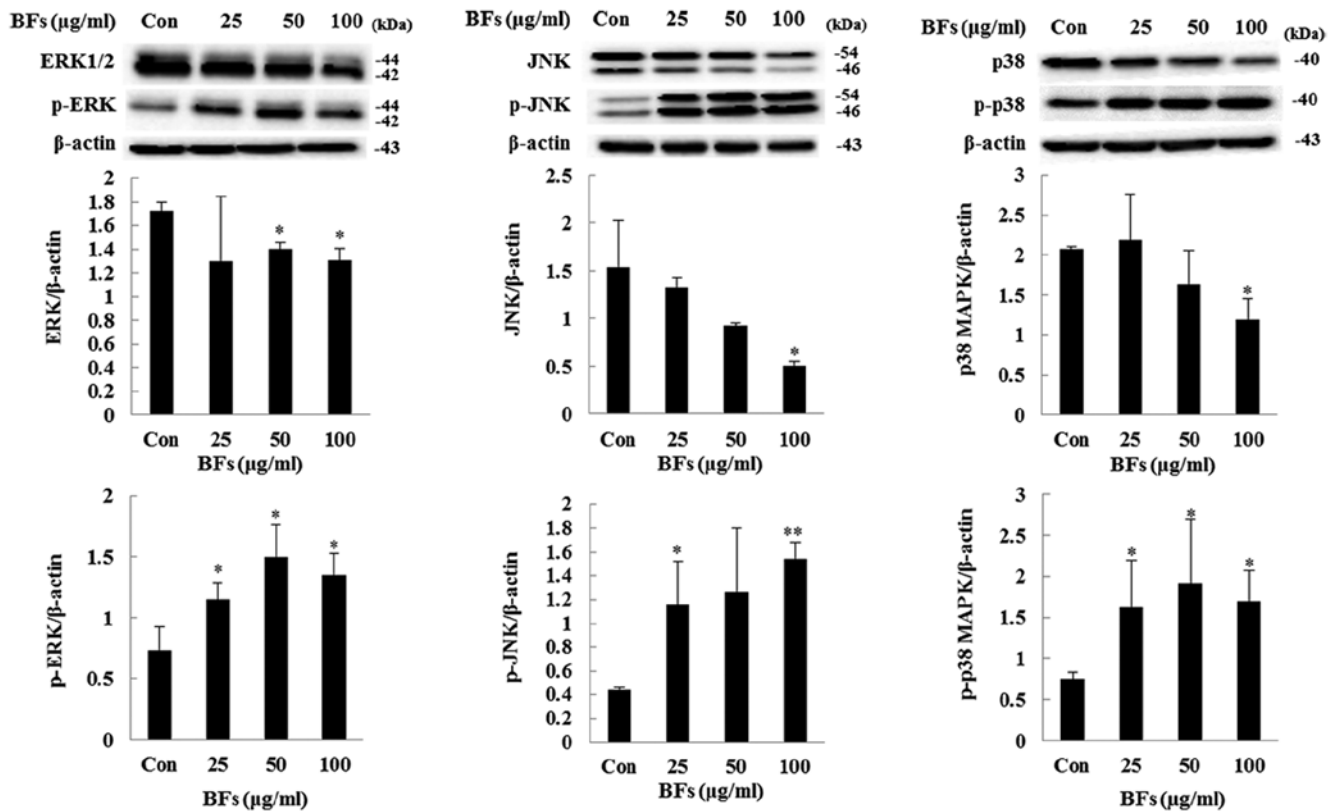 BFs (μg/ml) Con 25 50 100 (kDa)
ERK1/2 -44
-42
p-ERK -44
-42
β-actin -43
2
1.8
1.6
1.4
1.2
1
0.8
0.6
0.4
0.2
0
ERK/β-actin
* *
Con 25 50 100
BFs (μg/ml)
2
1.5
1
0.5
0
p-ERK/β-actin
* * *
Con 25 50 100
BFs (μg/ml)
BFs (μg/ml) Con 25 50 100 (kDa)
JNK -54
-46
p-JNK -54
-46
β-actin -43
2.5
2
1.5
1
0.5
0
JNK/β-actin
*
Con 25 50 100
BFs (μg/ml)
2
1.8
1.6
1.4
1.2
1
0.8
0.6
0.4
0.2
0
p-JNK/β-actin
* **
Con 25 50 100
BFs (μg/ml)
BFs (μg/ml) Con 25 50 100 (kDa)
p38 -40
p-p38 -40
β-actin -43
3
2.5
2
1.5
1
0.5
0
p38 MAPK/β-actin
*
Con 25 50 100
BFs (μg/ml)
3
2.5
2
1.5
1
0.5
0
p-p38 MAPK/β-actin
* * *
Con 25 50 100
BFs (μg/ml)